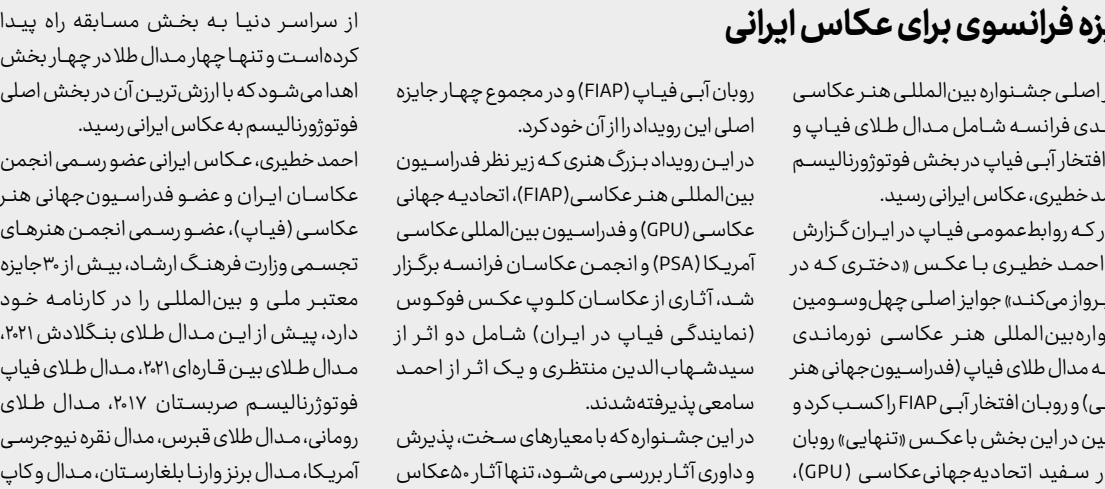 زه فرانسوی برای عکاس ایرانی
اصلی جشنواره بین‌المللی هنر عکاسی
دی فرانسه شامل مدال طلای فیاپ و
افتخار آبی فیاپ در بخش فوتوژورنالیسم
خطیری، عکاس ایرانی رسید.
که روابط‌عمومی فیاپ در ایران گزارش
احمد خطیری با عکس «دختری که در
پرواز می‌کند» جوایز اصلی چهل‌وسومین
بین‌المللی هنر عکاسی نورماندی
مدال طلای فیاپ (فدراسیون‌جهانی هنر
و روبان افتخار آبی FIAP را کسب کرد و
در این بخش با عکس «تنهایی» روبان
سفید اتحادیه‌جهانی‌عکاسی (GPU)،
روبان آبی فیاپ (FIAP) و در مجموع چهار جایزه
اصلی این رویداد را از آن خود کرد.
در این رویداد بزرگ هنری که زیر نظر فدراسیون
بین‌المللی هنر عکاسی(FIAP)، اتحادیه جهانی
عکاسی (GPU) و فدراسیون بین‌المللی عکاسی
آمریکا (PSA) و انجمن عکاسان فرانسه برگزار
شد، آثاری از عکاسان کلوپ عکس فوکوس
(نمایندگی فیاپ در ایران) شامل دو اثر از
سیدشهاب‌الدین منتظری و یک اثر از احمد
سامعی پذیرفته‌شدند.
در این جشنواره که با معیارهای سخت، پذیرش
و داوری آثار بررسی می‌شود، تنها آثار ۵۰عکاس
از سراسر دنیا به بخش مسابقه راه پیدا
کرده‌است و تنها چهار مدال طلا در چهار بخش
اهدا می‌شود که با ارزش‌ترین آن در بخش اصلی
فوتوژورنالیسم به عکاس ایرانی رسید.
احمد خطیری، عکاس ایرانی عضو رسمی انجمن
عکاسان ایران و عضو فدراسیون‌جهانی هنر
عکاسی (فیاپ)، عضو رسمی انجمن هنرهای
تجسمی وزارت فرهنگ ارشاد، بیش از ۳۰جایزه
معتبر ملی و بین‌المللی را در کارنامه خود
دارد، پیش از این مدال طلای بنگلادش ۲۰۲۱،
مدال طلای بین قاره‌ای ۲۰۲۱، مدال طلای فیاپ
فوتوژورنالیسم صربستان ۲۰۱۷، مدال طلای
رومانی، مدال طلای قبرس، مدال نقره نیوجرسی
آمریکا، مدال برنز وارنا بلغارستان، مدال و کاپ